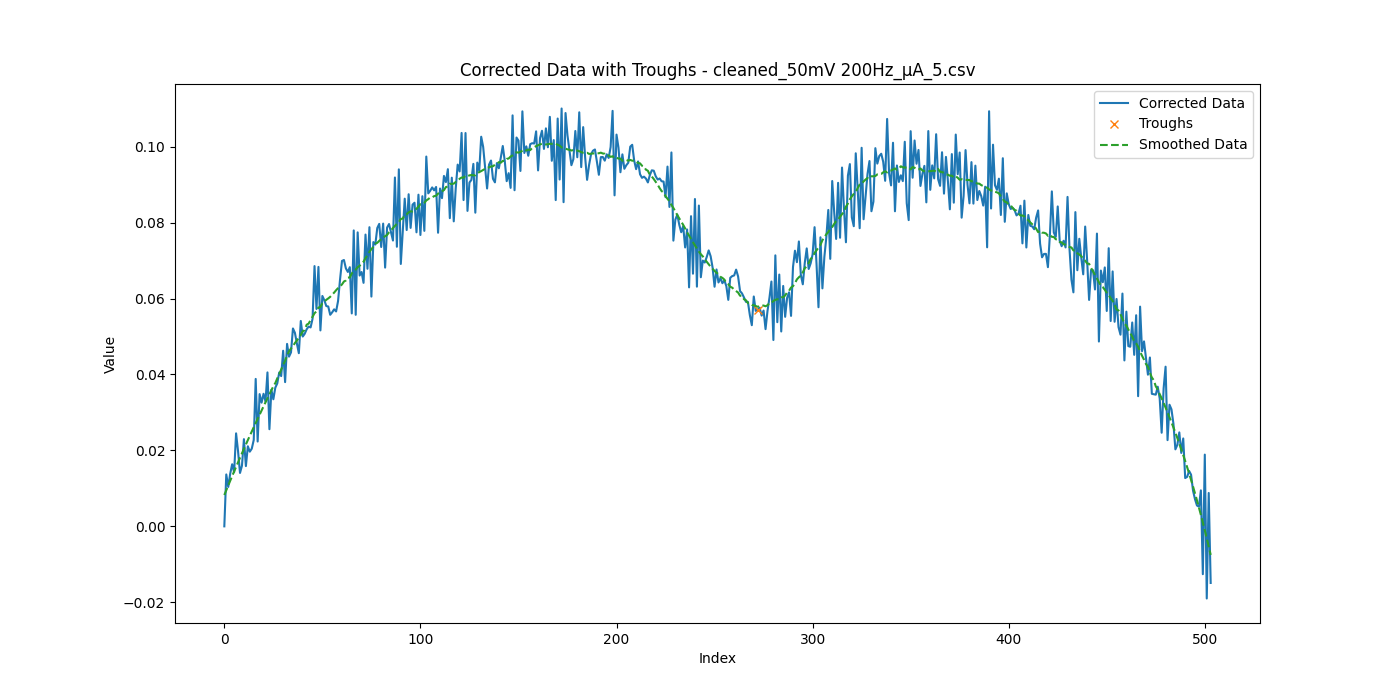 Corrected Data with Troughs - cleaned_50mV 200Hz_µA_5.csv
Corrected Data
Troughs
Smoothed Data
0.10
0.08
0.06
0.04
0.02
0.00
−0.02
Value
0 100 200 300 400 500
Index